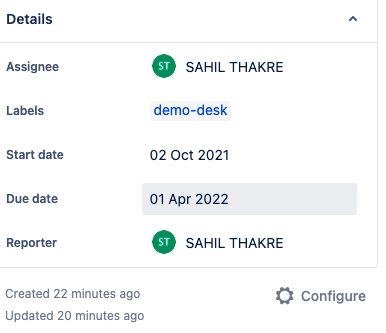 Details
Assignee ST SAHIL THAKRE
Labels demo-desk
Start date 02 Oct 2021
Due date 01 Apr 2022
Reporter ST SAHIL THAKRE
Created 22 minutes ago Configure
Updated 20 minutes ago